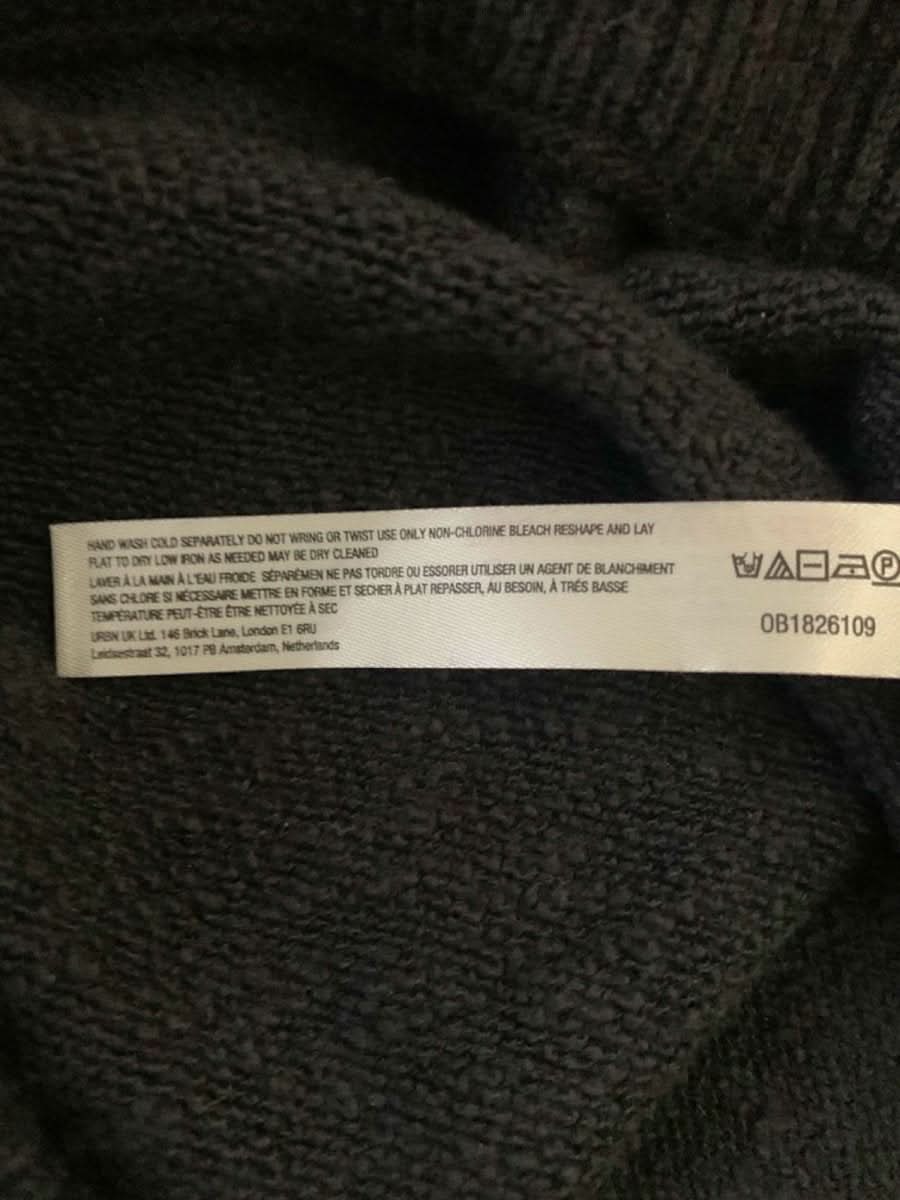 HAND WASH COLD SEPARATELY DO NOT WRING OR TWIST USE ONLY NON-CHLORINE BLEACH RESHAPE AND LAY
FLAT TO DRY LOW IRON AS NEEDED MAY BE DRY CLEANED
LAVER À LA MAIN À L'EAU FROIDE SÉPARÉMEN NE PAS TORDRE OU ESSORER UTILISER UN AGENT DE BLANCHIMENT
SANS CHLORE SI NÉCESSAIRE METTRE EN FORME ET SECHER À PLAT REPASSER, AU BESOIN, À TRÉS BASSE
TEMPÉRATURE PEUT-ÊTRE ÊTRE NETTOYÉE À SEC
URBN UK Ltd. 146 Brick Lane, London E1 6RU
Leidsestraat 32, 1017 PB Amsterdam, Netherlands
P
OB1826109